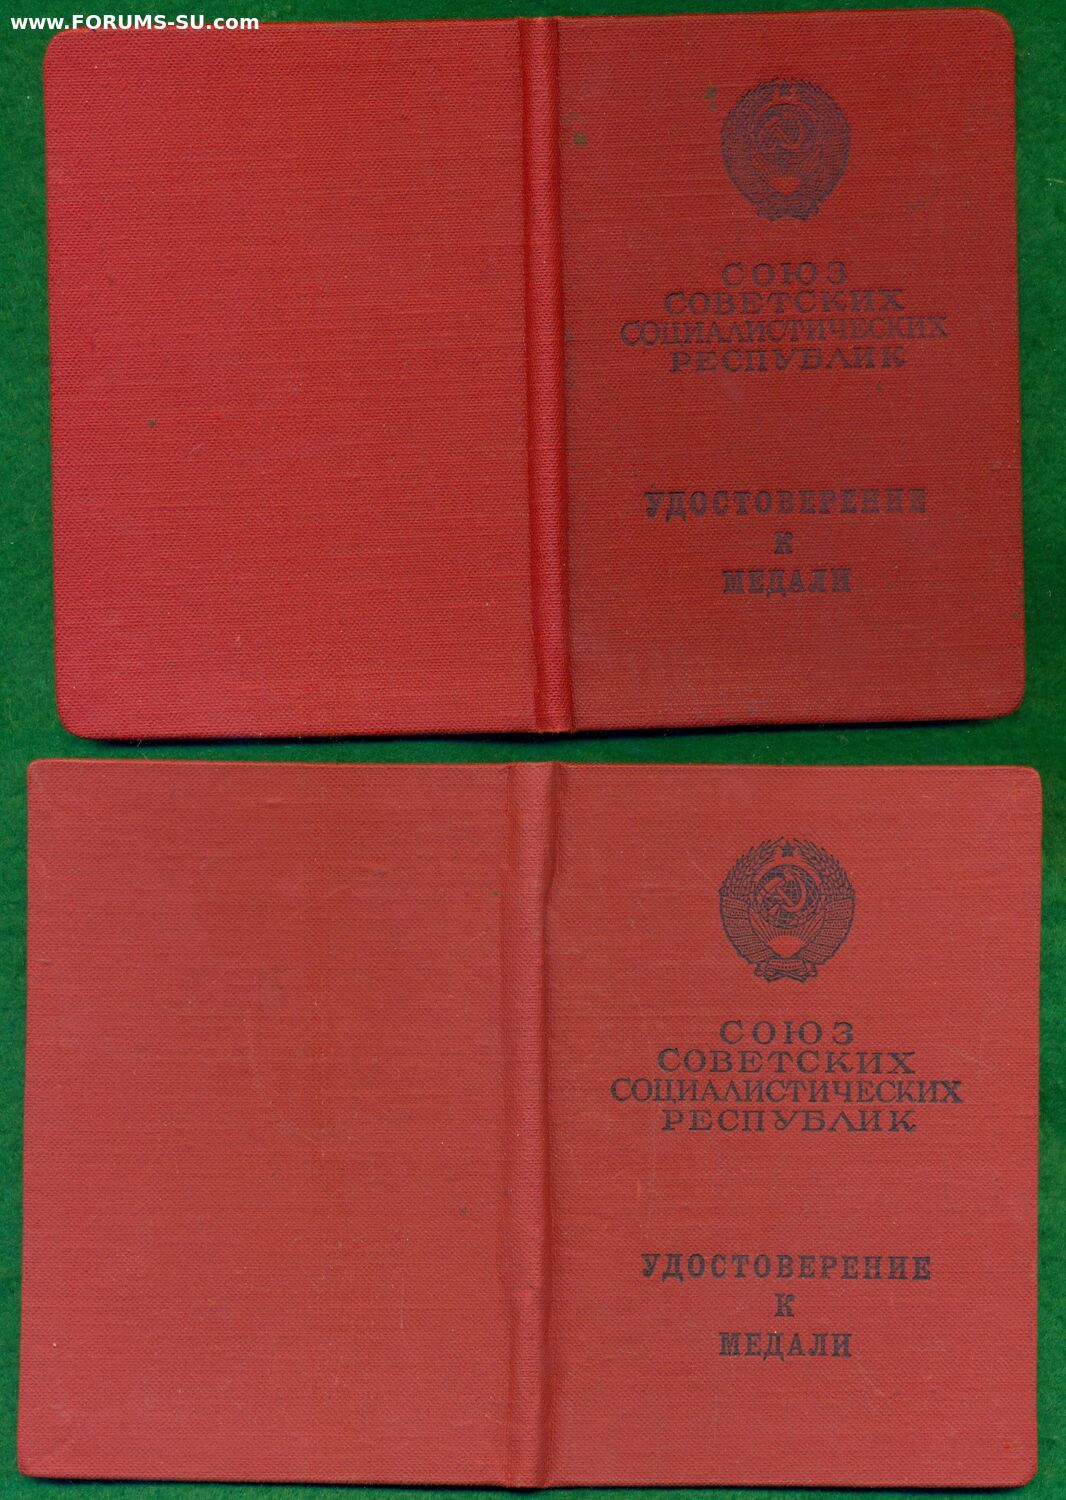 www.FORUMS-SU.com
СОЮЗ
СОВЕТСКИХ
СОЦИАЛИСТИЧЕСКИХ
РЕСПУБЛИК
УДОСТОВЕРЕНИЕ
К
МЕДАЛИ
СОЮЗ
СОВЕТСКИХ
СОЦИАЛИСТИЧЕСКИХ
РЕСПУБЛИК
УДОСТОВЕРЕНИЕ
К
МЕДАЛИ